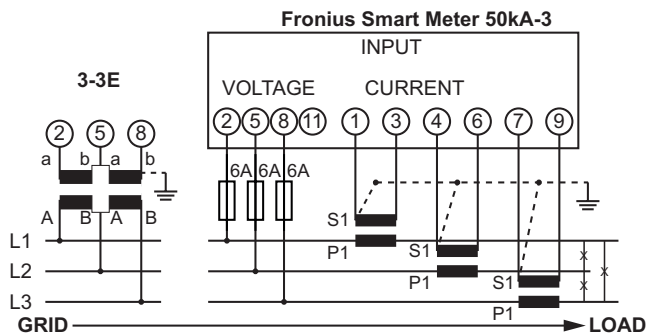 Fronius Smart Meter 50kA-3
INPUT
3-3E
VOLTAGE CURRENT
2 5 8 2 5 8 11 1 3 4 6 7 9
a b a b
6A 6A 6A
A B A B
S1
L1 P1 S1
L2 P1 S1
L3 P1
GRID LOAD
x
x x